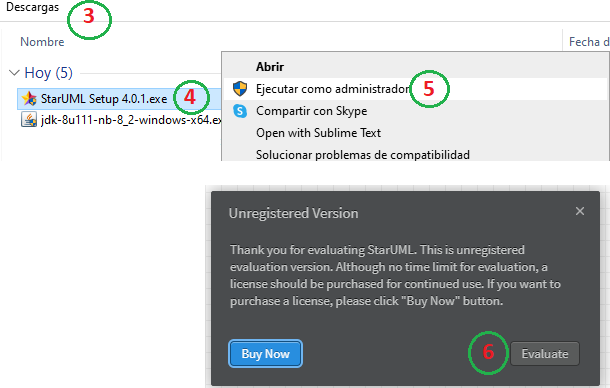 Descargas
3
Nombre
Fecha d
Hoy (5)
Abrir
StarUML Setup 4.0.1.exe
4
Ejecutar como administrador
5
jdk-8u111-nb-8_2-windows-x64.ex
Compartir con Skype
Open with Sublime Text
Solucionar problemas de compatibilidad
Unregistered Version
×
Thank you for evaluating StarUML. This is unregistered
evaluation version. Although no time limit for evaluation, a
license should be purchased for continued use. If you want to
purchase a license, please click "Buy Now" button.
Buy Now
6
Evaluate